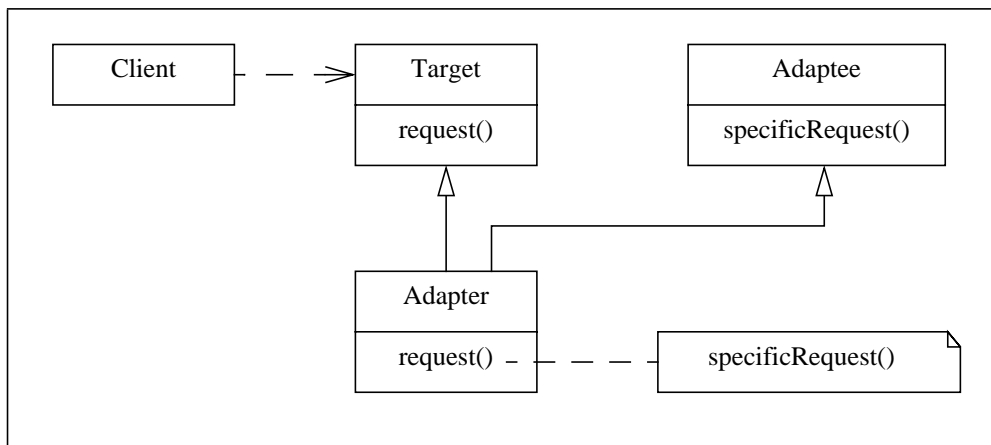 Client
Target
Adaptee
request()
specificRequest()
Adapter
request()
specificRequest()